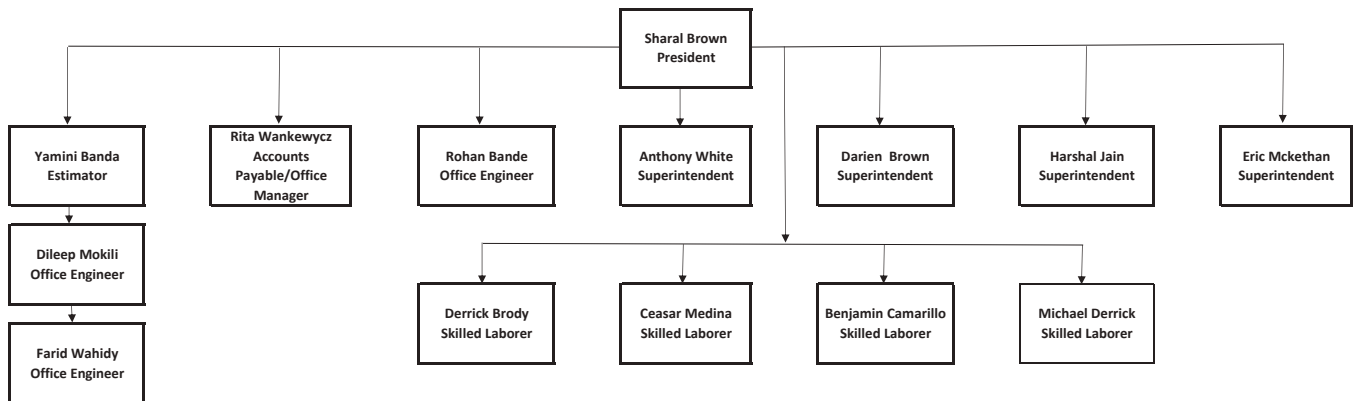 Sharal Brown
President
Yamini Banda
Estimator
Rita Wankewycz
Accounts
Payable/Office
Manager
Rohan Bande
Office Engineer
Anthony White
Superintendent
Darien  Brown
Superintendent
Harshal Jain
Superintendent
Eric Mckethan
Superintendent
Dileep Mokili
Office Engineer
Farid Wahidy
Office Engineer
Derrick Brody
Skilled Laborer
Ceasar Medina
Skilled Laborer
Benjamin Camarillo
Skilled Laborer
Michael Derrick
Skilled Laborer